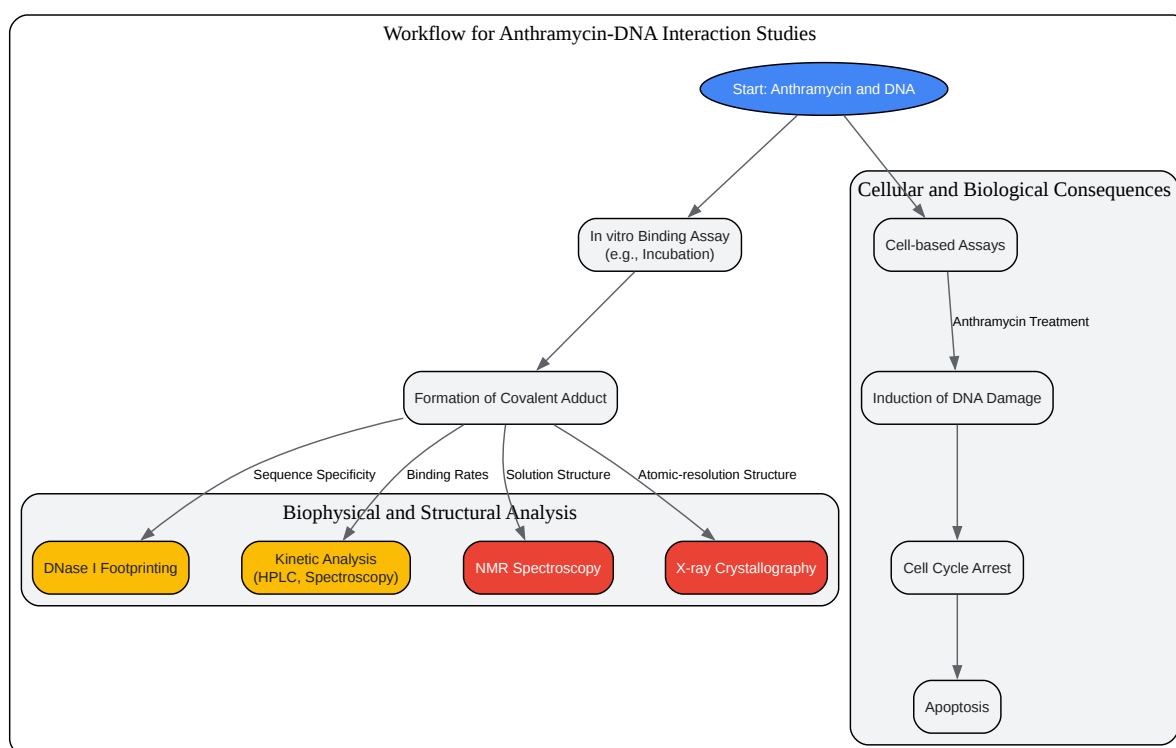 Workflow for Anthramycin-DNA Interaction Studies
Start: Anthramycin and DNA
Cellular and Biological Consequences
In vitro Binding Assay
(e.g., Incubation)
Cell-based Assays
Anthramycin Treatment
Formation of Covalent Adduct
Induction of DNA Damage
Sequence Specificity
Binding Rates
Solution Structure
Atomic-resolution Structure
Biophysical and Structural Analysis
DNase I Footprinting
Kinetic Analysis
(HPLC, Spectroscopy)
NMR Spectroscopy
X-ray Crystallography
Cell Cycle Arrest
Apoptosis